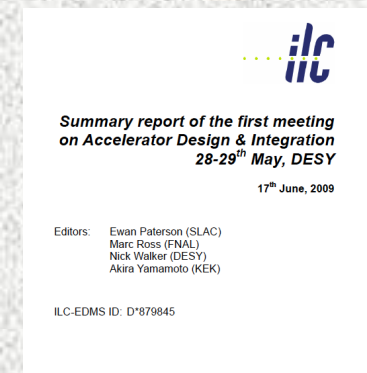 ilc
Summary report of the first meeting
on Accelerator Design & Integration
28-29th May, DESY
17th June, 2009
Editors: Ewan Paterson (SLAC)
Marc Ross (FNAL)
Nick Walker (DESY)
Akira Yamamoto (KEK)
ILC-EDMS ID: D*879845